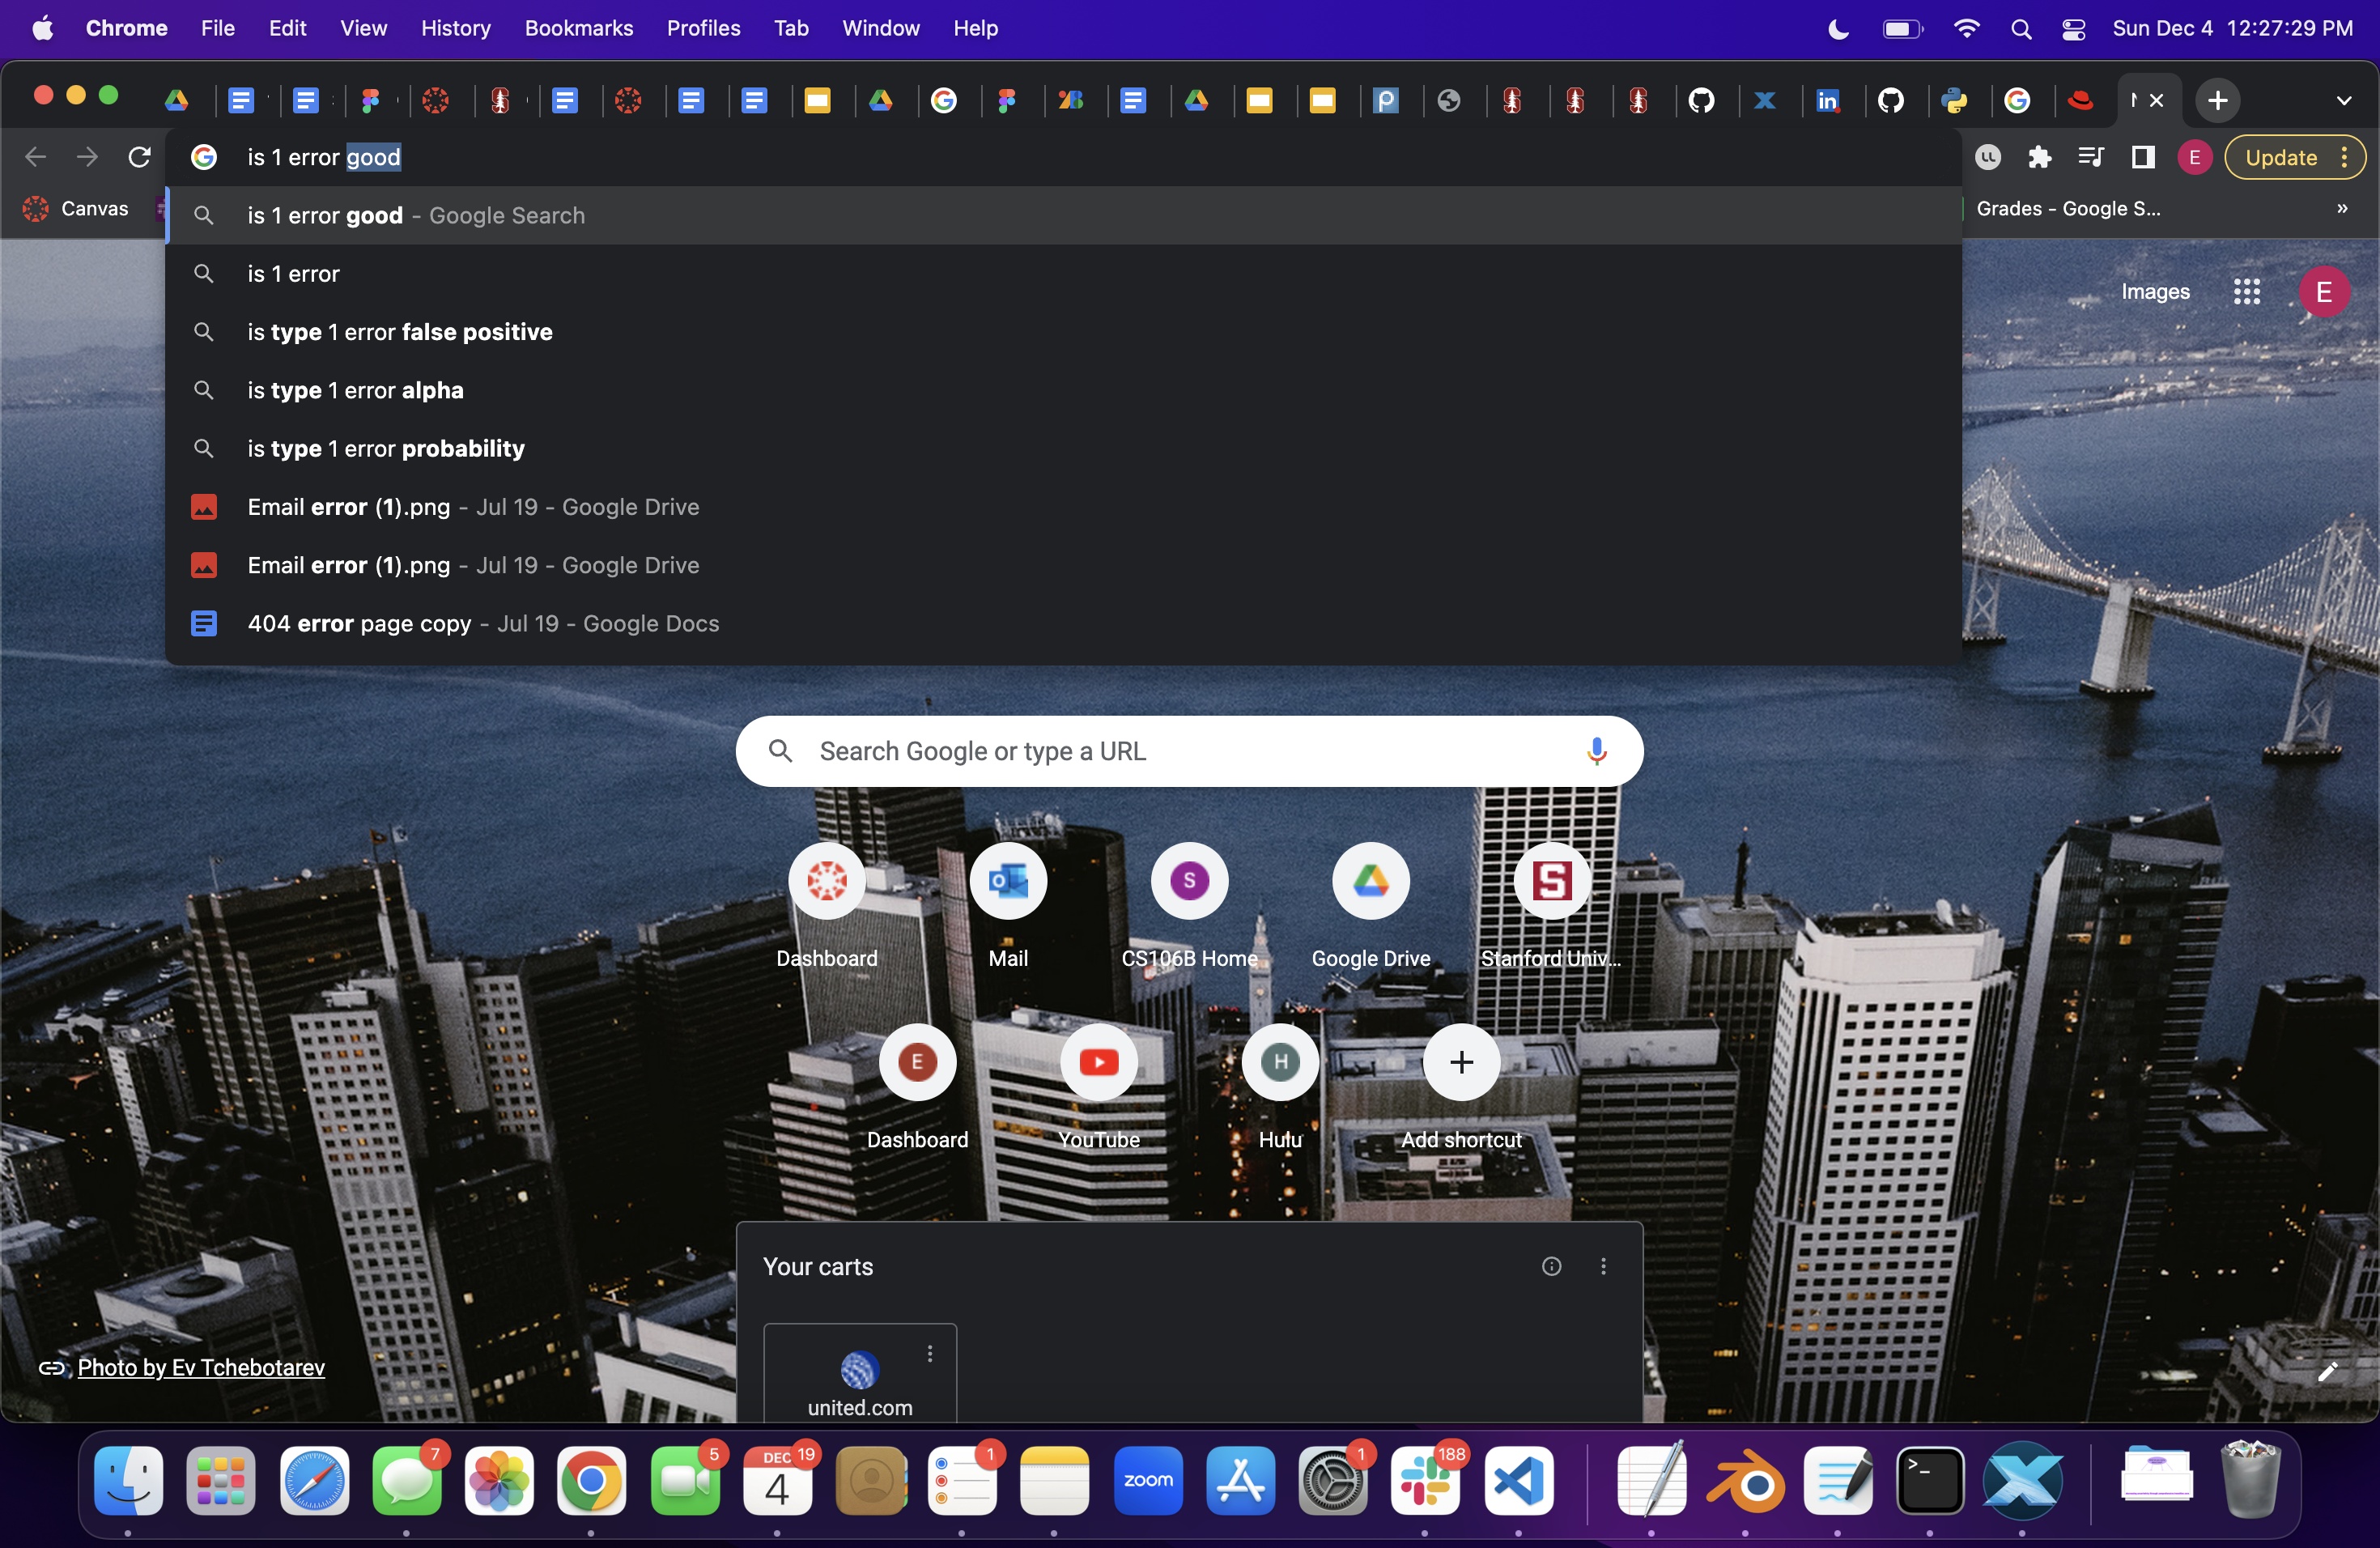 Chrome File Edit View History Bookmarks Profiles Tab Window Help Sun Dec 4 12:27:29 PM
is 1 error good
Update
Canvas
Grades - Google S...
is 1 error good - Google Search
is 1 error
is type 1 error false positive
is type 1 error alpha
is type 1 error probability
Email error (1).png - Jul 19 - Google Drive
Email error (1).png - Jul 19 - Google Drive
404 error page copy - Jul 19 - Google Docs
Images
E
E
Search Google or type a URL
S
S
Dashboard Mail CS106B Home Google Drive Stanford Univ...
E
H
Dashboard YouTube Hulu Add shortcut
Your carts
united.com
Photo by Ev Tchebotarev
7 5 DEC 19 1 1 188
4
zoom